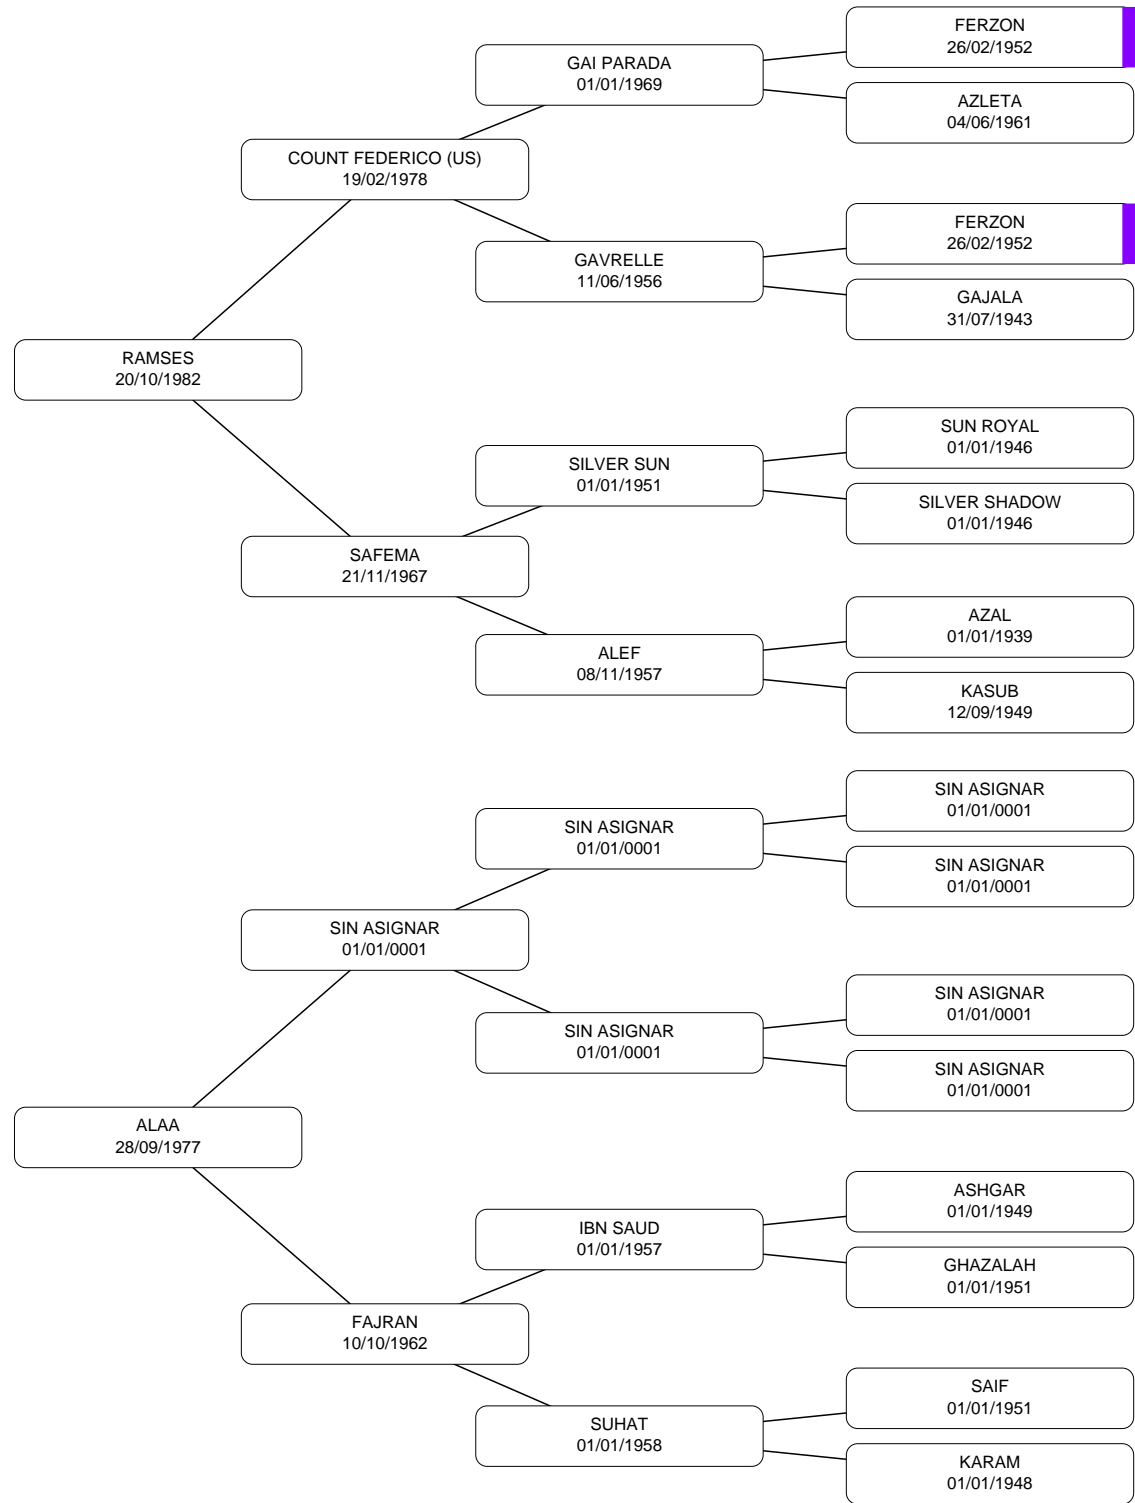 FERZON
26/02/1952
GAI PARADA
01/01/1969
AZLETA
04/06/1961
COUNT FEDERICO (US)
19/02/1978
FERZON
26/02/1952
GAVRELLE
11/06/1956
GAJALA
31/07/1943
RAMSES
20/10/1982
SUN ROYAL
01/01/1946
SILVER SUN
01/01/1951
SILVER SHADOW
01/01/1946
SAFEMA
21/11/1967
AZAL
01/01/1939
ALEF
08/11/1957
KASUB
12/09/1949
SIN ASIGNAR
01/01/0001
SIN ASIGNAR
01/01/0001
SIN ASIGNAR
01/01/0001
SIN ASIGNAR
01/01/0001
SIN ASIGNAR
01/01/0001
SIN ASIGNAR
01/01/0001
SIN ASIGNAR
01/01/0001
ALAA
28/09/1977
ASHGAR
01/01/1949
IBN SAUD
01/01/1957
GHAZALAH
01/01/1951
FAJRAN
10/10/1962
SAIF
01/01/1951
SUHAT
01/01/1958
KARAM
01/01/1948